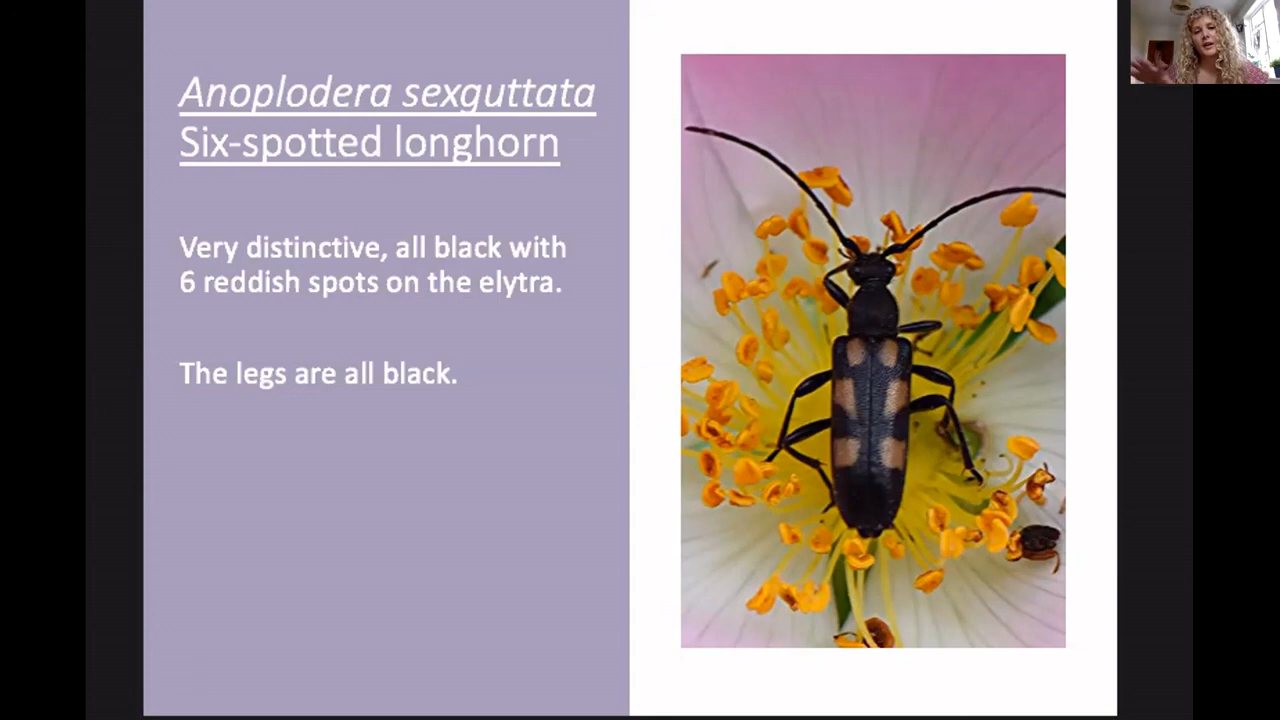 Anoplodera sexguttata
Six-spotted longhorn
Very distinctive, all black with
6 reddish spots on the elytra.
The legs are all black.